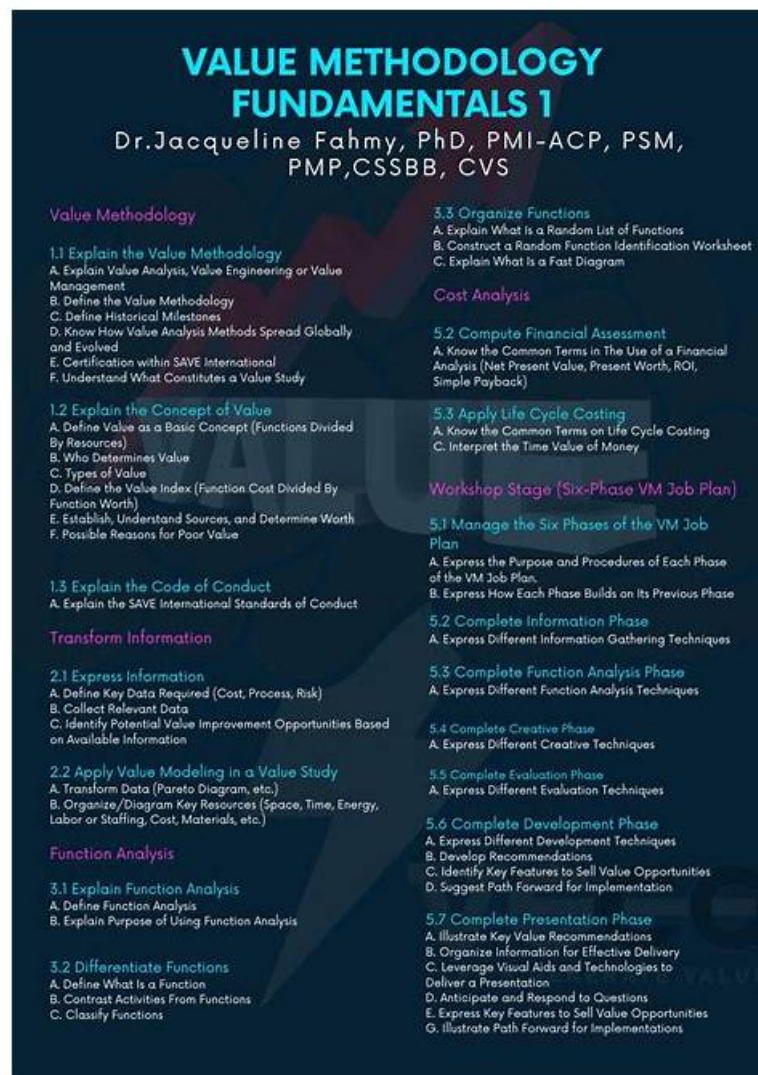 VALUE METHODOLOGY
FUNDAMENTALS 1
Dr.Jacqueline Fahmy, PhD, PMI-ACP, PSM,
PMP,CSSBB, CVS
Value Methodology
1.1 Explain the Value Methodology
A. Explain Value Analysis, Value Engineering or Value
Management
B. Define the Value Methodology
C. Define Historical Milestones
D. Know How Value Analysis Methods Spread Globally
and Evolved
E. Certification within SAVE International
F. Understand What Constitutes a Value Study
1.2 Explain the Concept of Value
A. Define Value as a Basic Concept (Functions Divided
By Resources)
B. Who Determines Value
C. Types of Value
D. Define the Value Index (Function Cost Divided By
Function Worth)
E. Establish, Understand Sources, and Determine Worth
F. Possible Reasons for Poor Value
1.3 Explain the Code of Conduct
A. Explain the SAVE International Standards of Conduct
Transform Information
2.1 Express Information
A. Define Key Data Required (Cost, Process, Risk)
B. Collect Relevant Data
C. Identify Potential Value Improvement Opportunities Based
on Available Information
2.2 Apply Value Modeling in a Value Study
A. Transform Data (Pareto Diagram, etc.)
B. Organize/Diagram Key Resources (Space, Time, Energy,
Labor or Staffing, Cost, Materials, etc.)
Function Analysis
3.1 Explain Function Analysis
A. Define Function Analysis
B. Explain Purpose of Using Function Analysis
3.2 Differentiate Functions
A. Define What Is a Function
B. Contrast Activities From Functions
C. Classify Functions
3.3 Organize Functions
A. Explain What Is a Random List of Functions
B. Construct a Random Function Identification Worksheet
C. Explain What Is a Fast Diagram
Cost Analysis
5.2 Compute Financial Assessment
A. Know the Common Terms in The Use of a Financial
Analysis (Net Present Value, Present Worth, ROI,
Simple Payback)
5.3 Apply Life Cycle Costing
A. Know the Common Terms on Life Cycle Costing
C. Interpret the Time Value of Money
Workshop Stage (Six-Phase VM Job Plan)
5.1 Manage the Six Phases of the VM Job
Plan
A. Express the Purpose and Procedures of Each Phase
of the VM Job Plan.
B. Express How Each Phase Builds on Its Previous Phase
5.2 Complete Information Phase
A. Express Different Information Gathering Techniques
5.3 Complete Function Analysis Phase
A. Express Different Function Analysis Techniques
5.4 Complete Creative Phase
A. Express Different Creative Techniques
5.5 Complete Evaluation Phase
A. Express Different Evaluation Techniques
5.6 Complete Development Phase
A. Express Different Development Techniques
B. Develop Recommendations
C. Identify Key Features to Sell Value Opportunities
D. Suggest Path Forward for Implementation
5.7 Complete Presentation Phase
A. Illustrate Key Value Recommendations
B. Organize Information for Effective Delivery
C. Leverage Visual Aids and Technologies to
Deliver a Presentation
D. Anticipate and Respond to Questions
E. Express Key Features to Sell Value Opportunities
G. Illustrate Path Forward for Implementations
VALUE